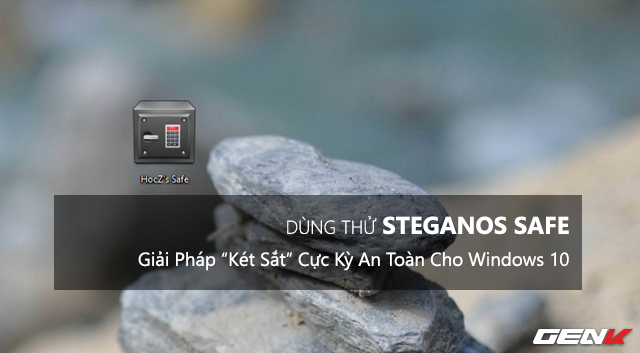 HocZ's Safe
DÙNG THỬ STEGANOS SAFE
Giải Pháp “Két Sắt” Cực Kỳ An Toàn Cho Windows 10
GENK